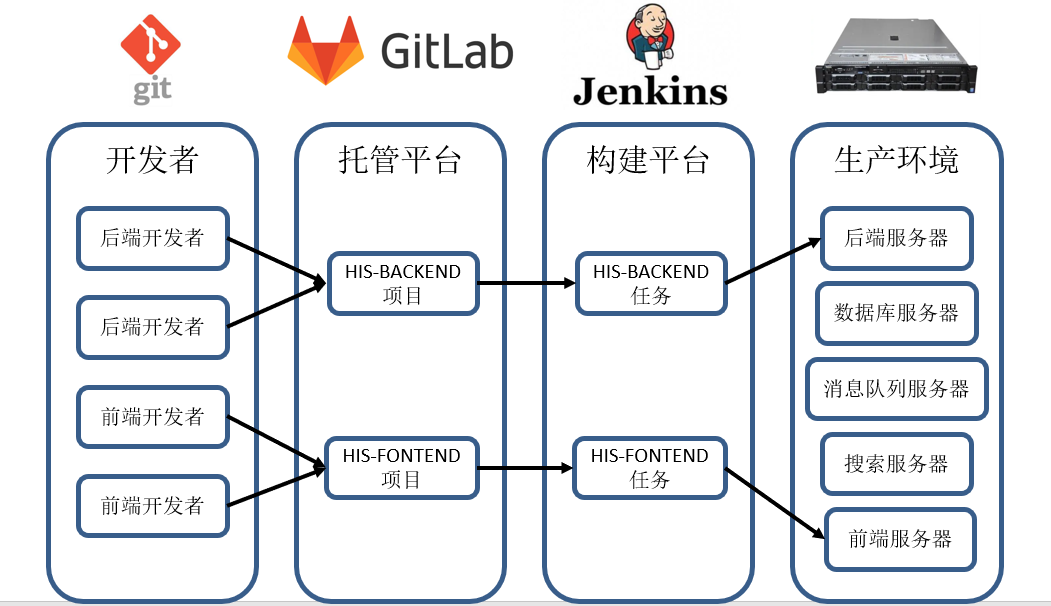 git
GitLab
Jenkins
开发者
后端开发者
后端开发者
前端开发者
前端开发者
托管平台
HIS-BACKEND
项目
HIS-FONTEND
项目
构建平台
HIS-BACKEND
任务
HIS-FONTEND
任务
生产环境
后端服务器
数据库服务器
消息队列服务器
搜索服务器
前端服务器